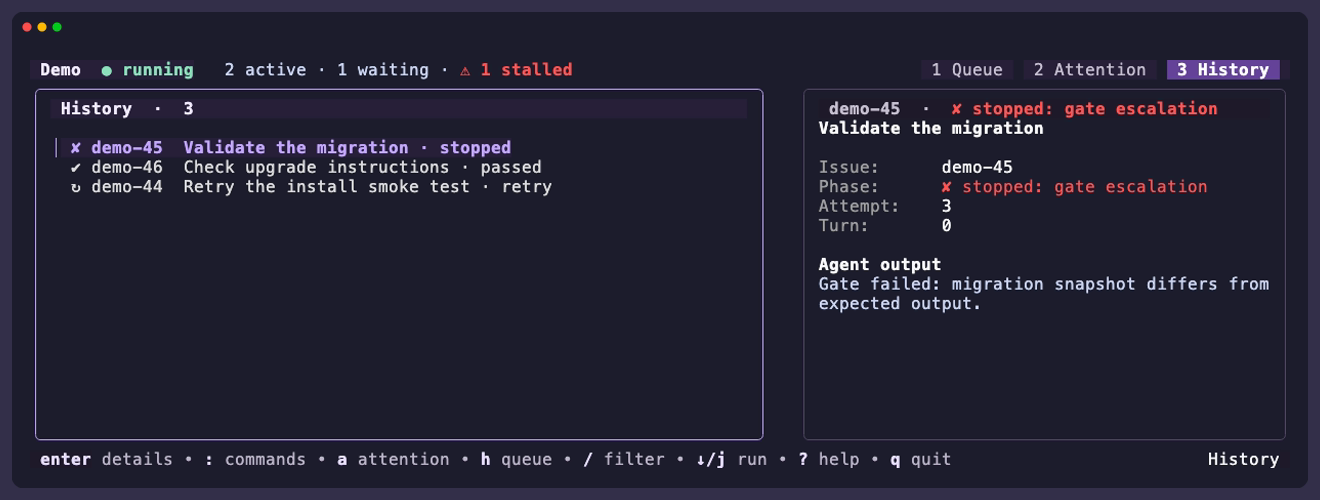 Demo ● running 2 active · 1 waiting · ⚠ 1 stalled 1 Queue 2 Attention 3 History
History · 3
✘ demo-45 Validate the migration · stopped
✔ demo-46 Check upgrade instructions · passed
↻ demo-44 Retry the install smoke test · retry
demo-45 · ✘ stopped: gate escalation
Validate the migration
Issue: demo-45
Phase: ✘ stopped: gate escalation
Attempt: 3
Turn: 0
Agent output
Gate failed: migration snapshot differs from
expected output.
enter details • : commands • a attention • h queue • / filter • ↓/j run • ? help • q quit History